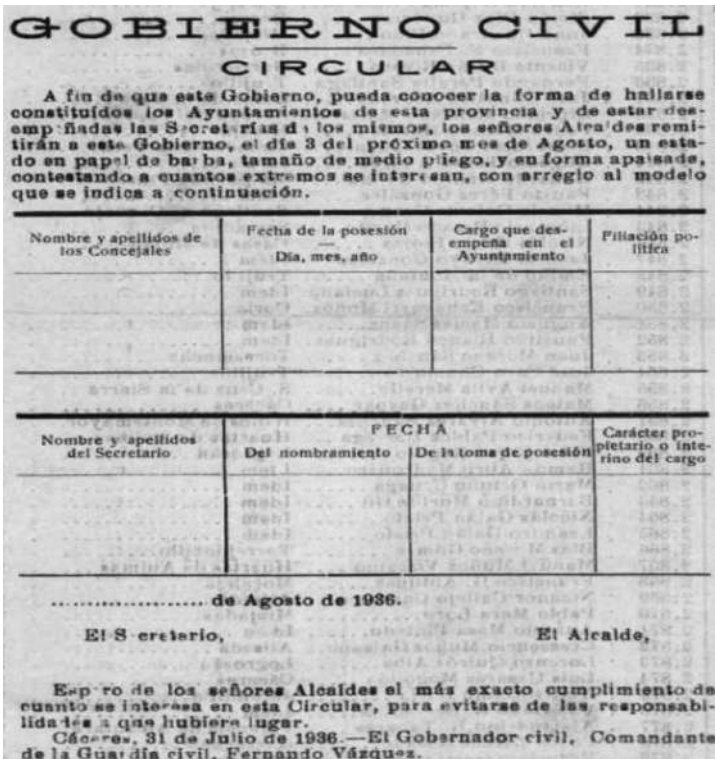 GOBIERNO CIVIL
CIRCULAR
A fin de que este Gobierno, pueda conocer la forma de hallarse
constituídos los Ayuntamientos de esta provincia y de estar des-
empeñadas las Secretarías de los mismos, los señores Alcaldes remi-
tirán a este Gobierno, el día 3 del próximo mes de Agosto, un esta-
do en papel de barba, tamaño de medio pliego, y en forma apaisada,
contestando a cuantos extremos se interesan, con arreglo al modelo
que se indica a continuación.
Nombre y apellidos de
los Concejales
Fecha de la posesión
—
Día, mes, año
Cargo que des-
empeña en el
Ayuntamiento
Filiación po-
lítica
Nombre y apellidos
del Secretario
FECHA
Del nombramiento
De la toma de posesión
Carácter pro-
pietario o inte-
rino del cargo
.................... de Agosto de 1936.
El Secretario,
El Alcalde,
Espero de los señores Alcaldes el más exacto cumplimiento de
cuanto se interesa en esta Circular, para evitarse de las responsabi-
lidades a que hubiere lugar.
Cáceres, 31 de Julio de 1936.—El Gobernador civil, Comandante
de la Guardia civil, Fernando Vázquez.